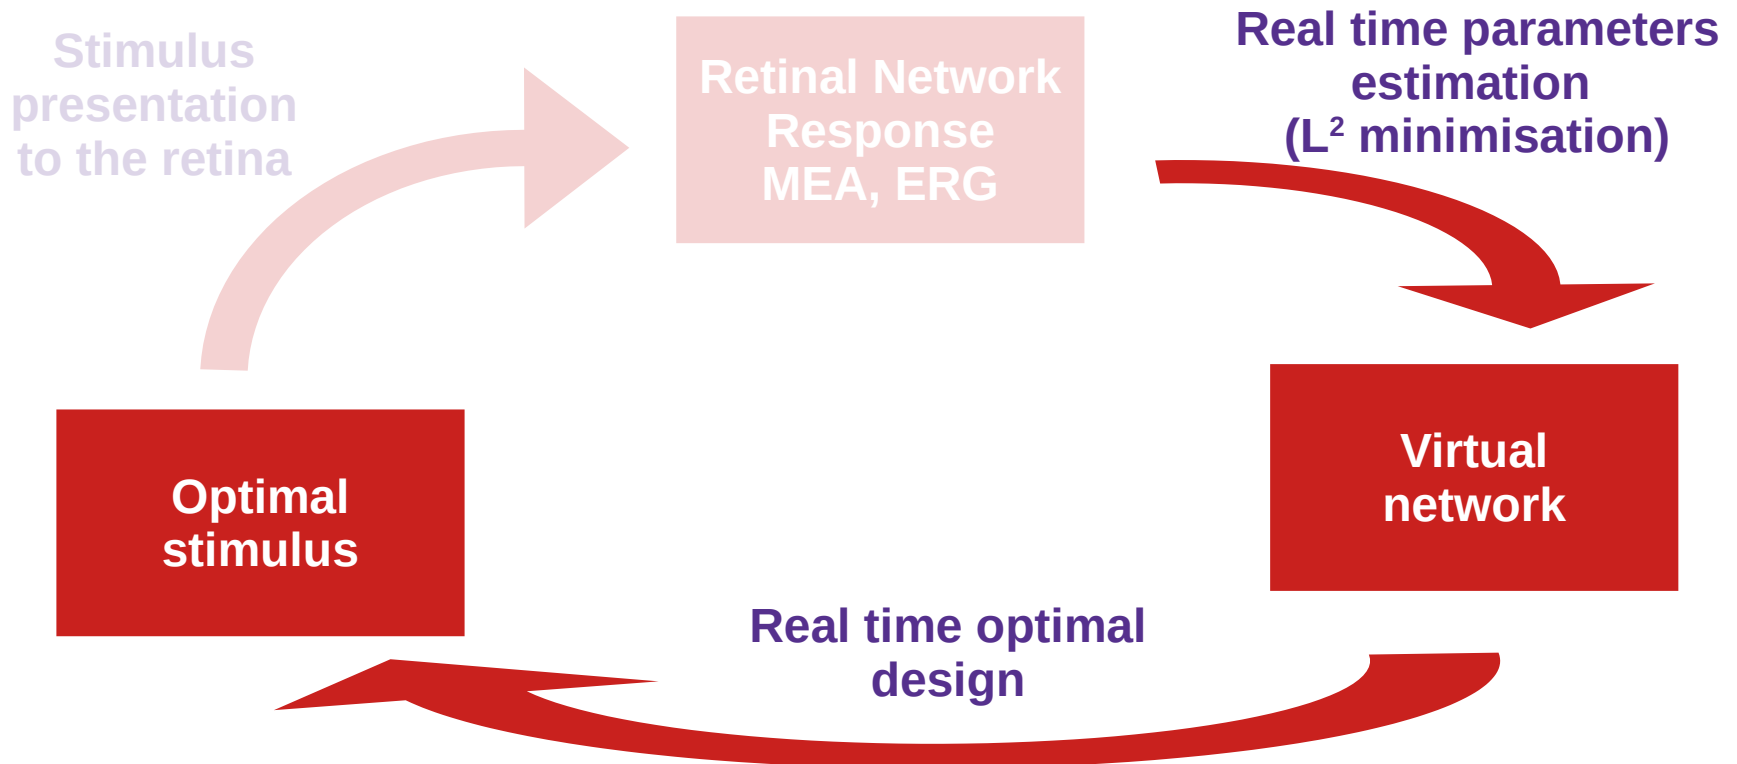 Stimulus
presentation
to the retina
Retinal Network
Response
MEA, ERG
Real time parameters
estimation
(L² minimisation)
Virtual
network
Optimal
stimulus
Real time optimal
design